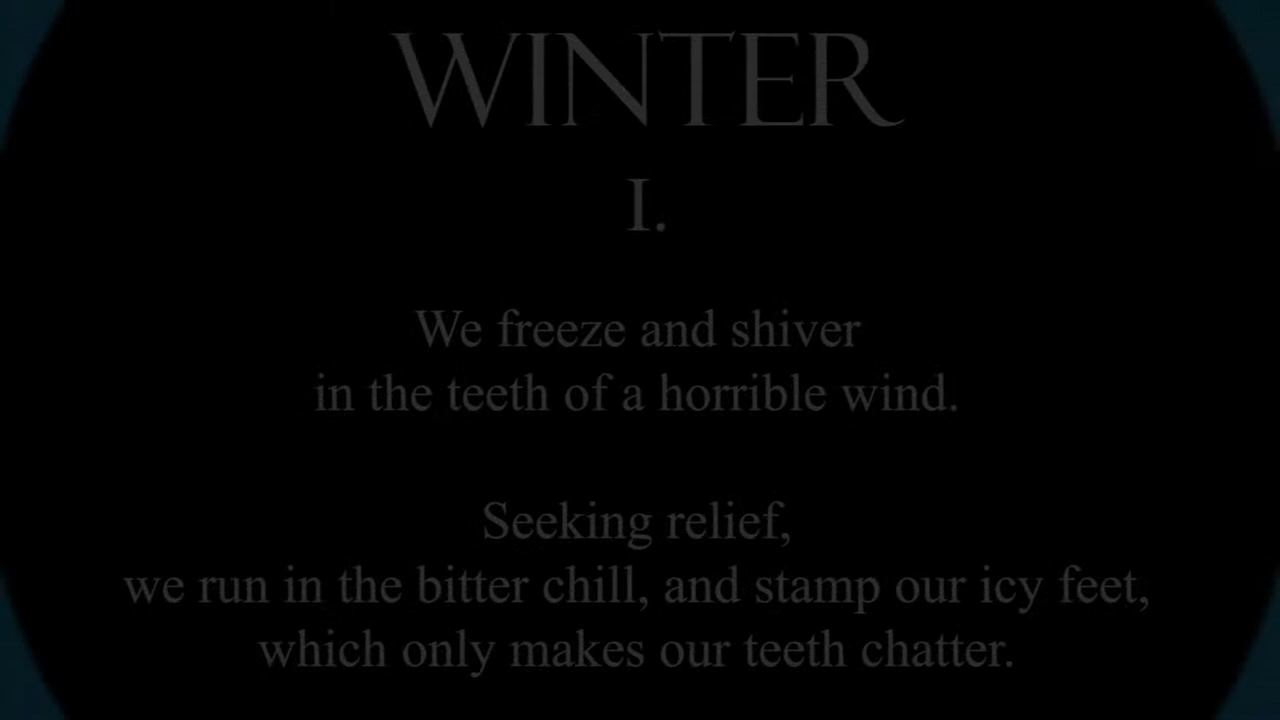 WINTER
I.
We freeze and shiver
in the teeth of a horrible wind.
Seeking relief,
we run in the bitter chill, and stamp our icy feet,
which only makes our teeth chatter.